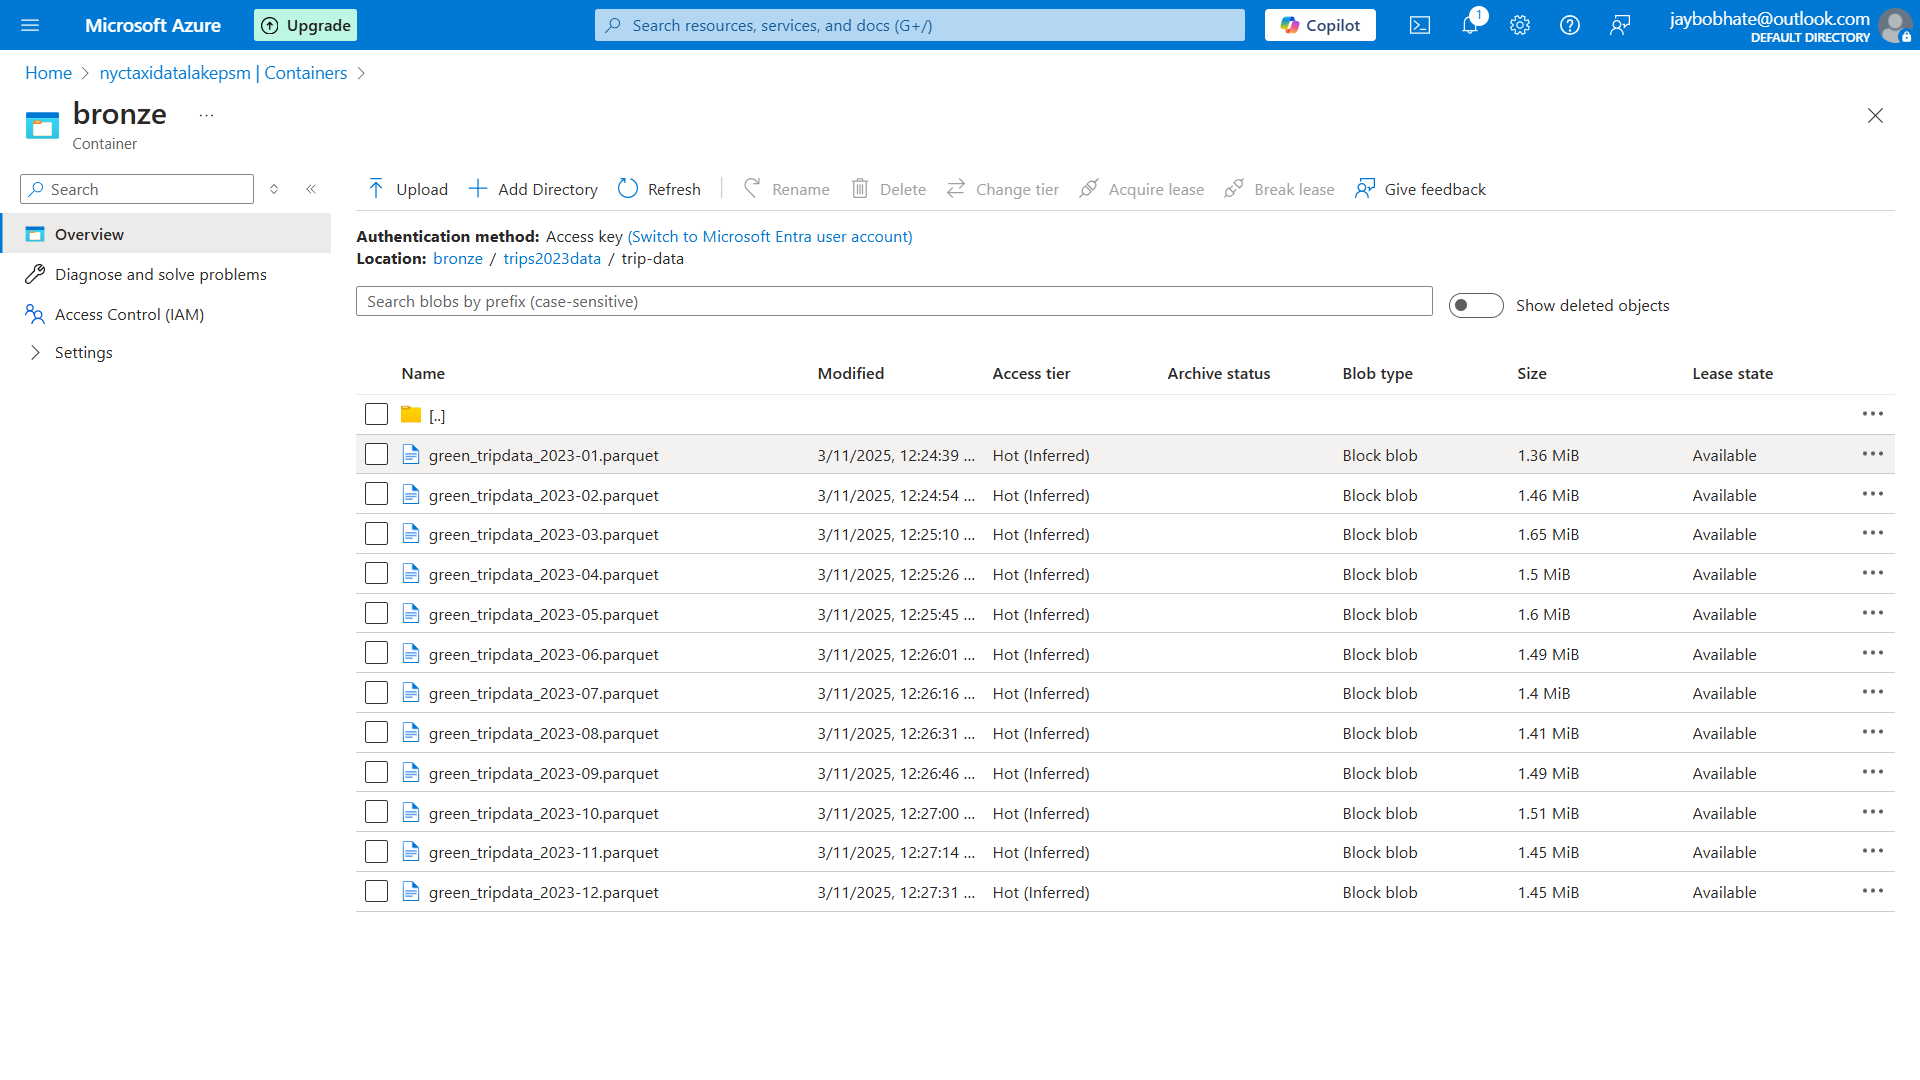 Microsoft Azure
Upgrade
Search resources, services, and docs (G+/)
Copilot
1
jaybobhate@outlook.com
DEFAULT DIRECTORY
Home
nyctaxidatalakepsm | Containers
bronze
...
Container
Search
Overview
Diagnose and solve problems
Access Control (IAM)
Settings
Upload
Add Directory
Refresh
Rename
Delete
Change tier
Acquire lease
Break lease
Give feedback
Authentication method: Access key (Switch to Microsoft Entra user account)
Location: bronze / trips2023data / trip-data
Search blobs by prefix (case-sensitive)
Show deleted objects
Name Modified Access tier Archive status Blob type Size Lease state
[..]
green_tripdata_2023-01.parquet 3/11/2025, 12:24:39 ... Hot (Inferred) Block blob 1.36 MiB Available
green_tripdata_2023-02.parquet 3/11/2025, 12:24:54 ... Hot (Inferred) Block blob 1.46 MiB Available
green_tripdata_2023-03.parquet 3/11/2025, 12:25:10 ... Hot (Inferred) Block blob 1.65 MiB Available
green_tripdata_2023-04.parquet 3/11/2025, 12:25:26 ... Hot (Inferred) Block blob 1.5 MiB Available
green_tripdata_2023-05.parquet 3/11/2025, 12:25:45 ... Hot (Inferred) Block blob 1.6 MiB Available
green_tripdata_2023-06.parquet 3/11/2025, 12:26:01 ... Hot (Inferred) Block blob 1.49 MiB Available
green_tripdata_2023-07.parquet 3/11/2025, 12:26:16 ... Hot (Inferred) Block blob 1.4 MiB Available
green_tripdata_2023-08.parquet 3/11/2025, 12:26:31 ... Hot (Inferred) Block blob 1.41 MiB Available
green_tripdata_2023-09.parquet 3/11/2025, 12:26:46 ... Hot (Inferred) Block blob 1.49 MiB Available
green_tripdata_2023-10.parquet 3/11/2025, 12:27:00 ... Hot (Inferred) Block blob 1.51 MiB Available
green_tripdata_2023-11.parquet 3/11/2025, 12:27:14 ... Hot (Inferred) Block blob 1.45 MiB Available
green_tripdata_2023-12.parquet 3/11/2025, 12:27:31 ... Hot (Inferred) Block blob 1.45 MiB Available